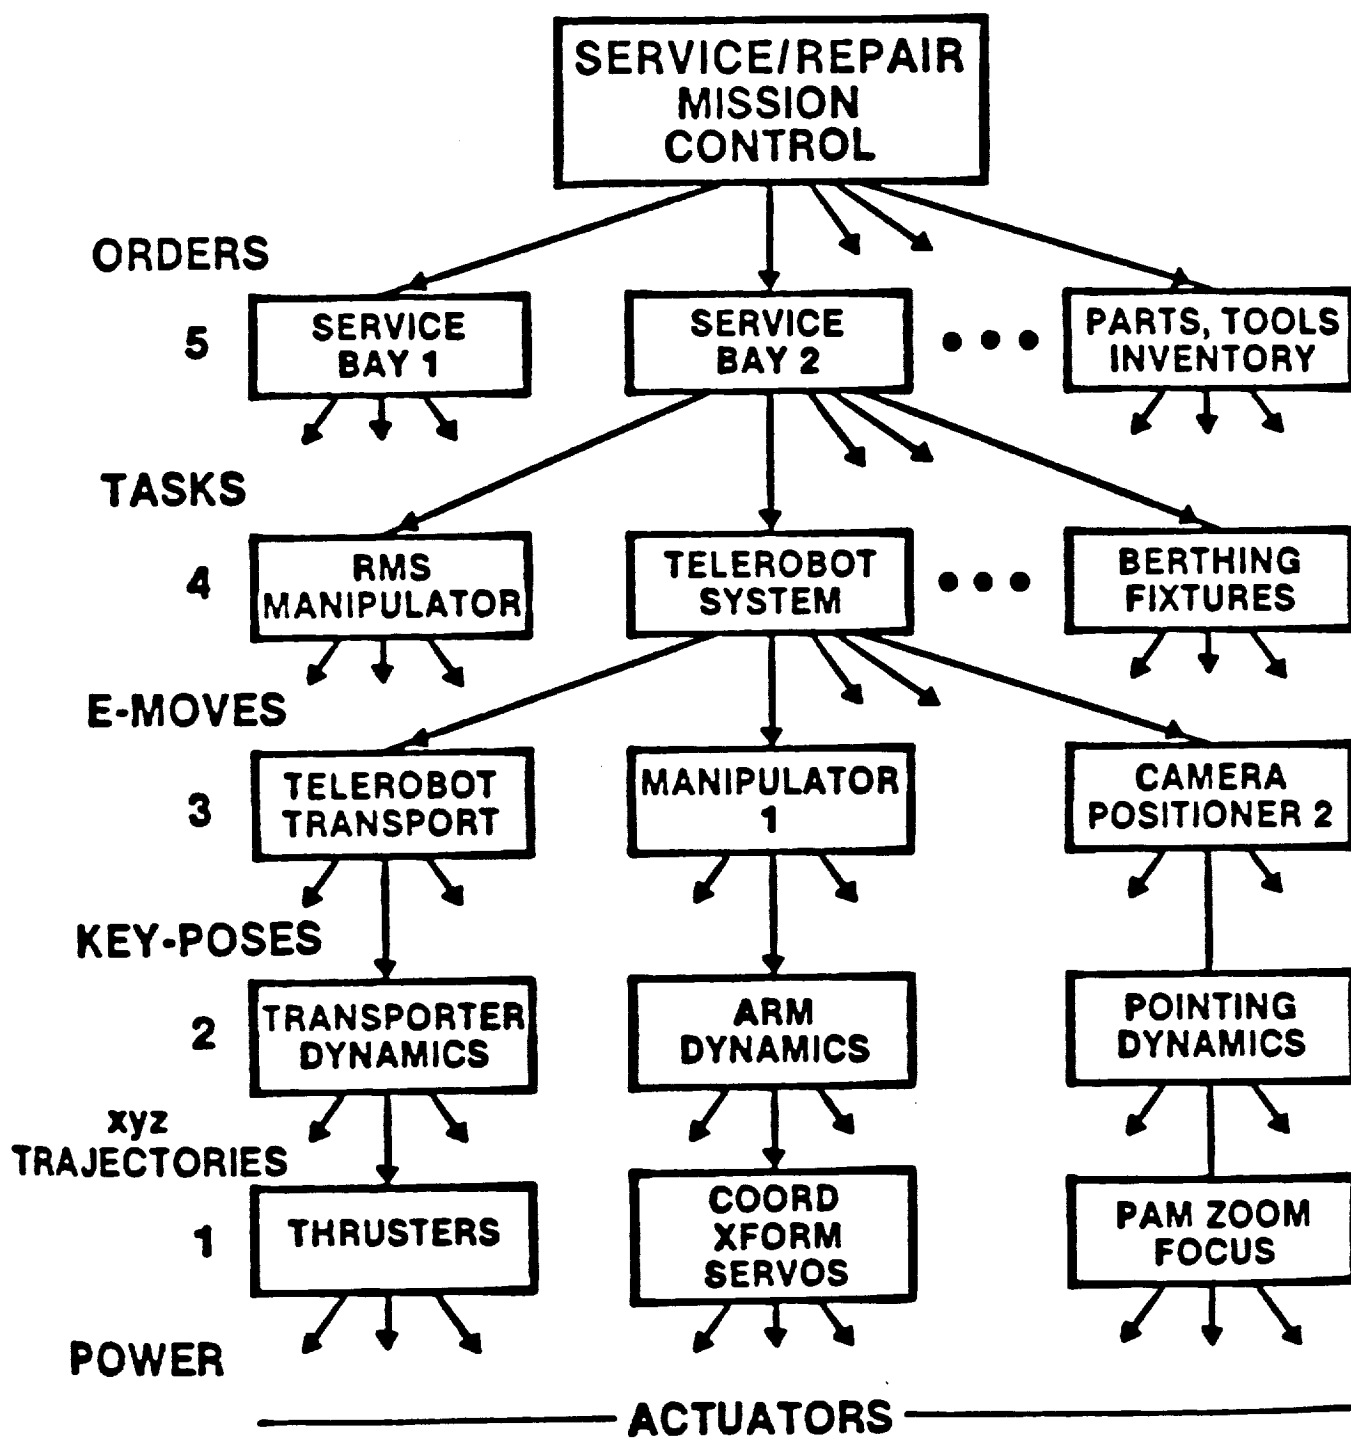 SERVICE/REPAIR
MISSION
CONTROL
ORDERS
5
SERVICE
BAY 1
SERVICE
BAY 2
PARTS, TOOLS
INVENTORY
TASKS
4
RMS
MANIPULATOR
TELEROBOT
SYSTEM
BERTHING
FIXTURES
E-MOVES
3
TELEROBOT
TRANSPORT
MANIPULATOR
1
CAMERA
POSITIONER 2
KEY-POSES
2
TRANSPORTER
DYNAMICS
ARM
DYNAMICS
POINTING
DYNAMICS
xyz
TRAJECTORIES
1
THRUSTERS
COORD
XFORM
SERVOS
PAM ZOOM
FOCUS
POWER
ACTUATORS